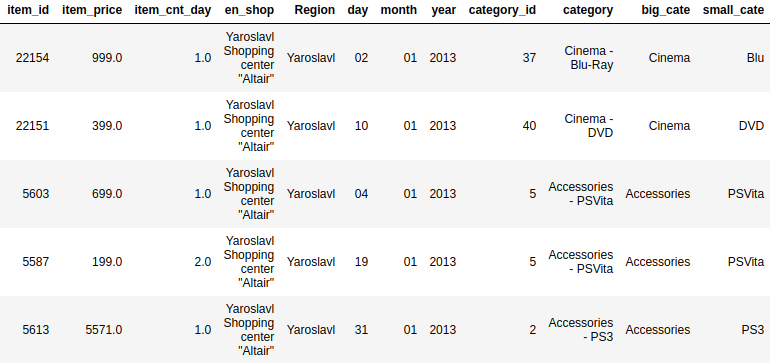 item_id item_price item_cnt_day en_shop Region day month year category_id category big_cate small_cate
22154 999.0 1.0 Yaroslavl Shopping center "Altair" Yaroslavl 02 01 2013 37 Cinema - Blu-Ray Cinema Blu
22151 399.0 1.0 Yaroslavl Shopping center "Altair" Yaroslavl 10 01 2013 40 Cinema - DVD Cinema DVD
5603 699.0 1.0 Yaroslavl Shopping center "Altair" Yaroslavl 04 01 2013 5 Accessories - PSVita Accessories PSVita
5587 199.0 2.0 Yaroslavl Shopping center "Altair" Yaroslavl 19 01 2013 5 Accessories - PSVita Accessories PSVita
5613 5571.0 1.0 Yaroslavl Shopping center "Altair" Yaroslavl 31 01 2013 2 Accessories - PS3 Accessories PS3